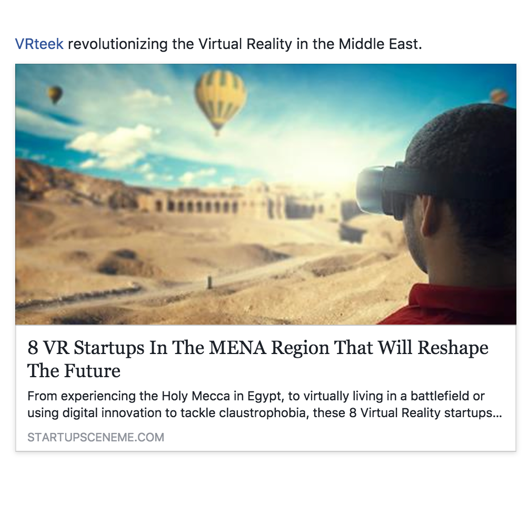 VRteek revolutionizing the Virtual Reality in the Middle East.
8 VR Startups In The MENA Region That Will Reshape
The Future
From experiencing the Holy Mecca in Egypt, to virtually living in a battlefield or
using digital innovation to tackle claustrophobia, these 8 Virtual Reality startups...
STARTUPSCENEME.COM